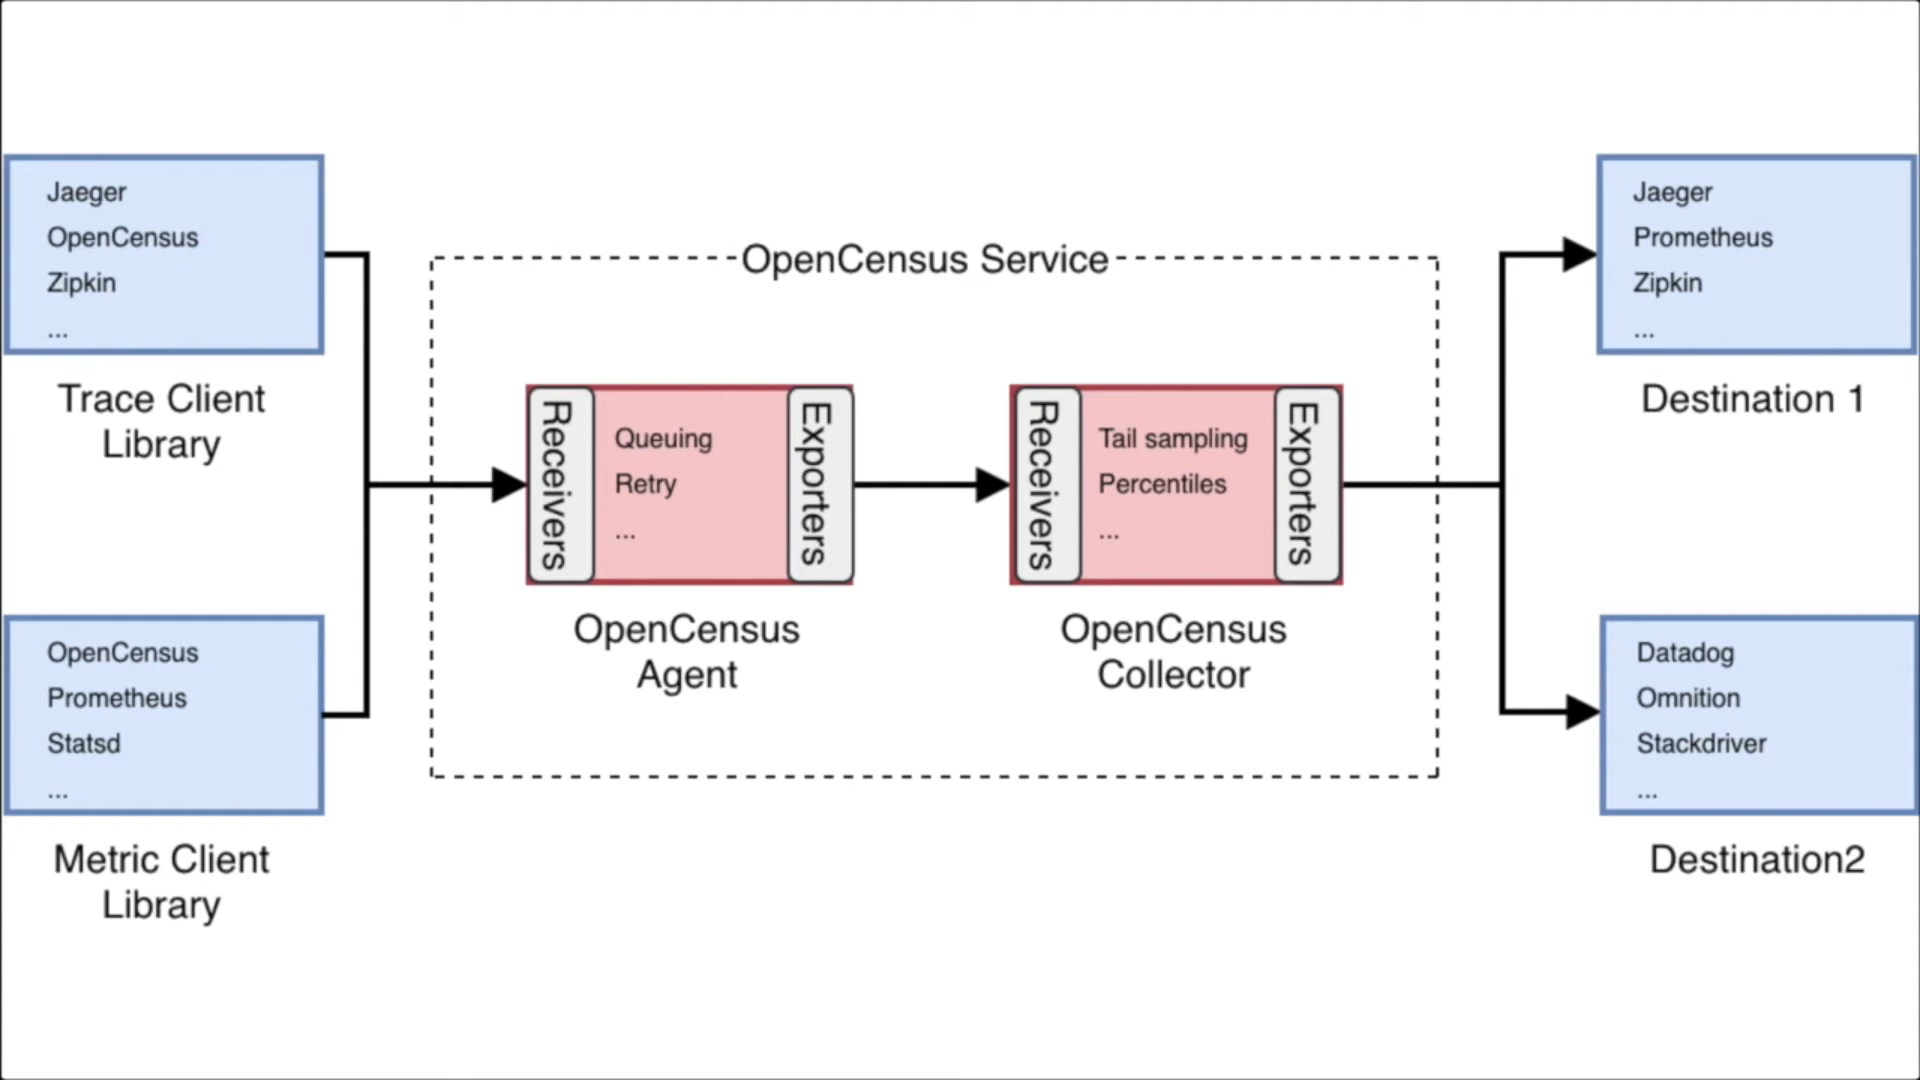 Jaeger
OpenCensus
Zipkin
...
Trace Client
Library
OpenCensus
Prometheus
Statsd
...
Metric Client
Library
OpenCensus Service
Receivers
Queuing
Retry
...
Exporters
OpenCensus
Agent
Receivers
Tail sampling
Percentiles
...
Exporters
OpenCensus
Collector
Jaeger
Prometheus
Zipkin
...
Destination 1
Datadog
Omnition
Stackdriver
...
Destination2